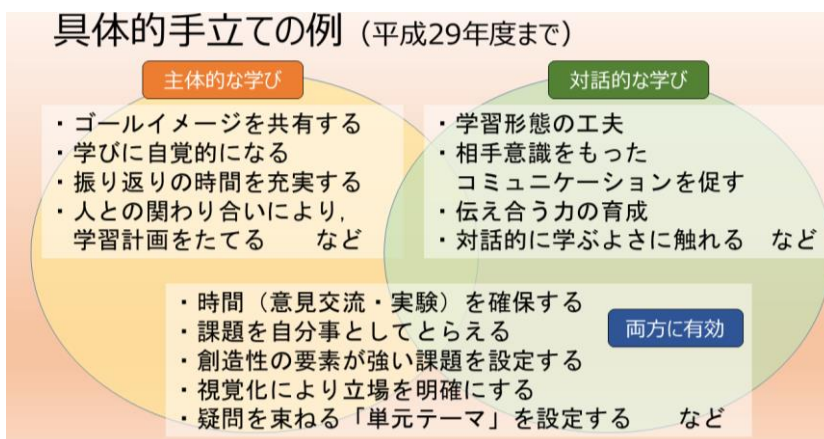 具体的手立ての例（平成29年度まで）
主体的な学び
・ゴールイメージを共有する
・学びに自覚的になる
・振り返りの時間を充実する
・人との関わり合いにより，
学習計画をたてる　　など
対話的な学び
・学習形態の工夫
・相手意識をもった
コミュニケーションを促す
・伝え合う力の育成
・対話的に学ぶよさに触れる　など
両方に有効
・時間（意見交流・実験）を確保する
・課題を自分事としてとらえる
・創造性の要素が強い課題を設定する
・視覚化により立場を明確にする
・疑問を束ねる「単元テーマ」を設定する　　など